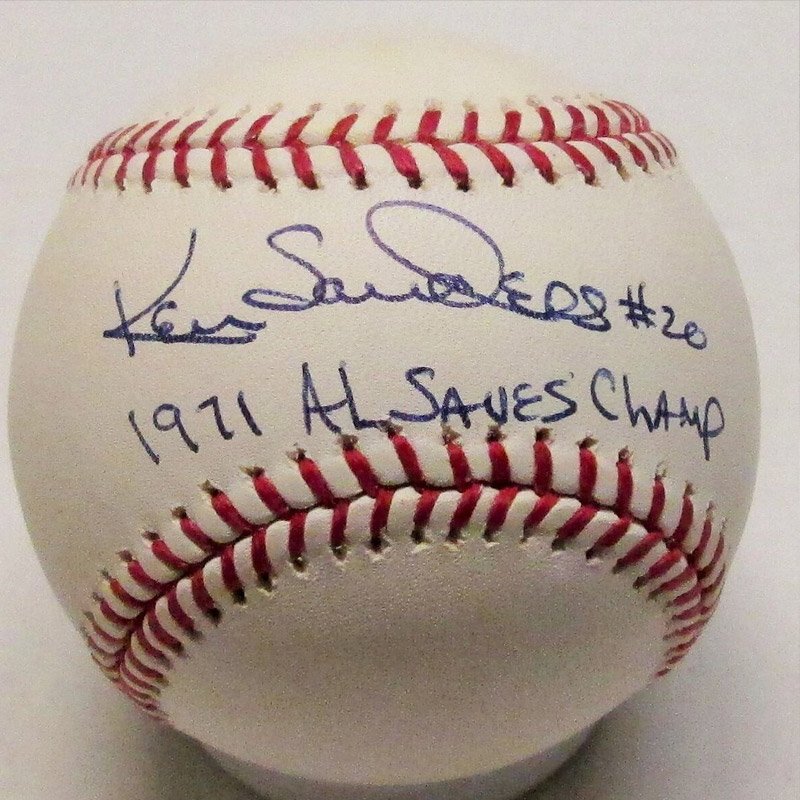 Ken Sanders #20
1971 AL SAVES CHAMP